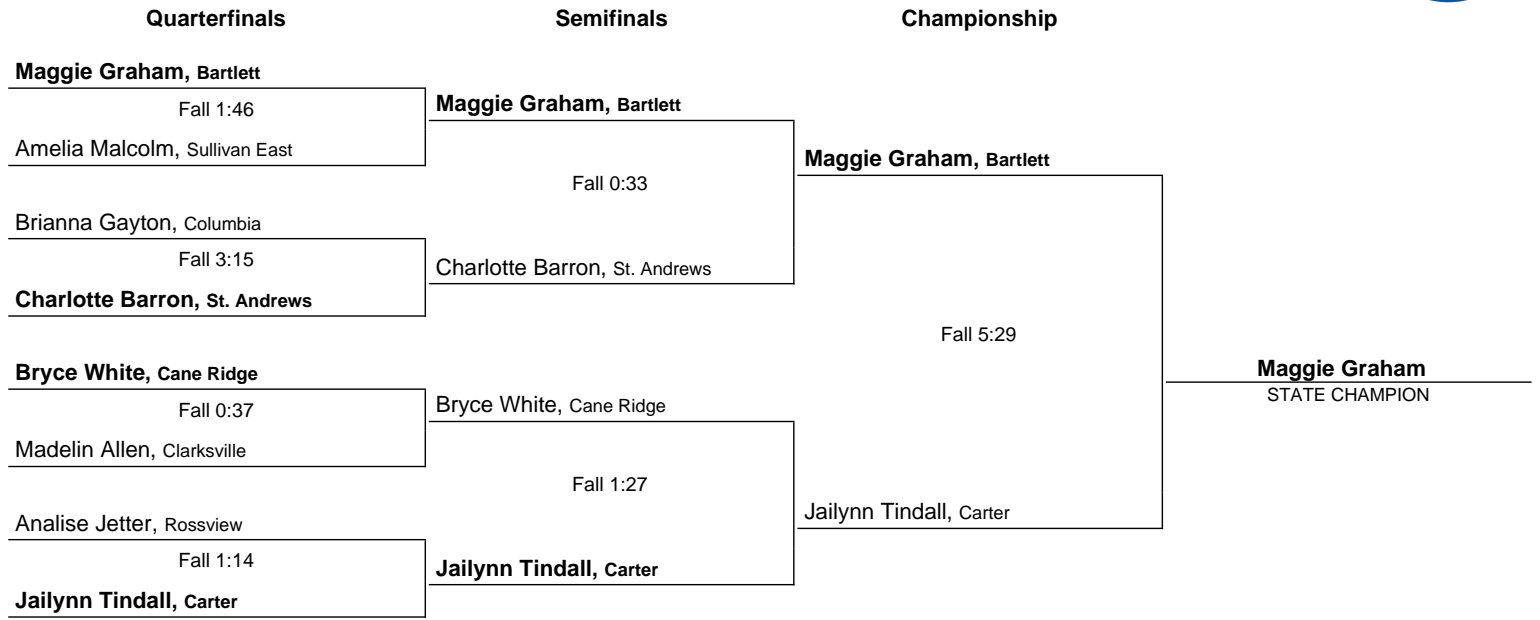 Quarterfinals
Semifinals
Championship
Maggie Graham, Bartlett
Fall 1:46
Amelia Malcolm, Sullivan East
Brianna Gayton, Columbia
Fall 3:15
Charlotte Barron, St. Andrews
Bryce White, Cane Ridge
Fall 0:37
Madelin Allen, Clarksville
Analise Jetter, Rossview
Fall 1:14
Jailynn Tindall, Carter
Maggie Graham, Bartlett
Fall 0:33
Charlotte Barron, St. Andrews
Bryce White, Cane Ridge
Fall 1:27
Jailynn Tindall, Carter
Maggie Graham, Bartlett
Fall 5:29
Jailynn Tindall, Carter
Maggie Graham
STATE CHAMPION